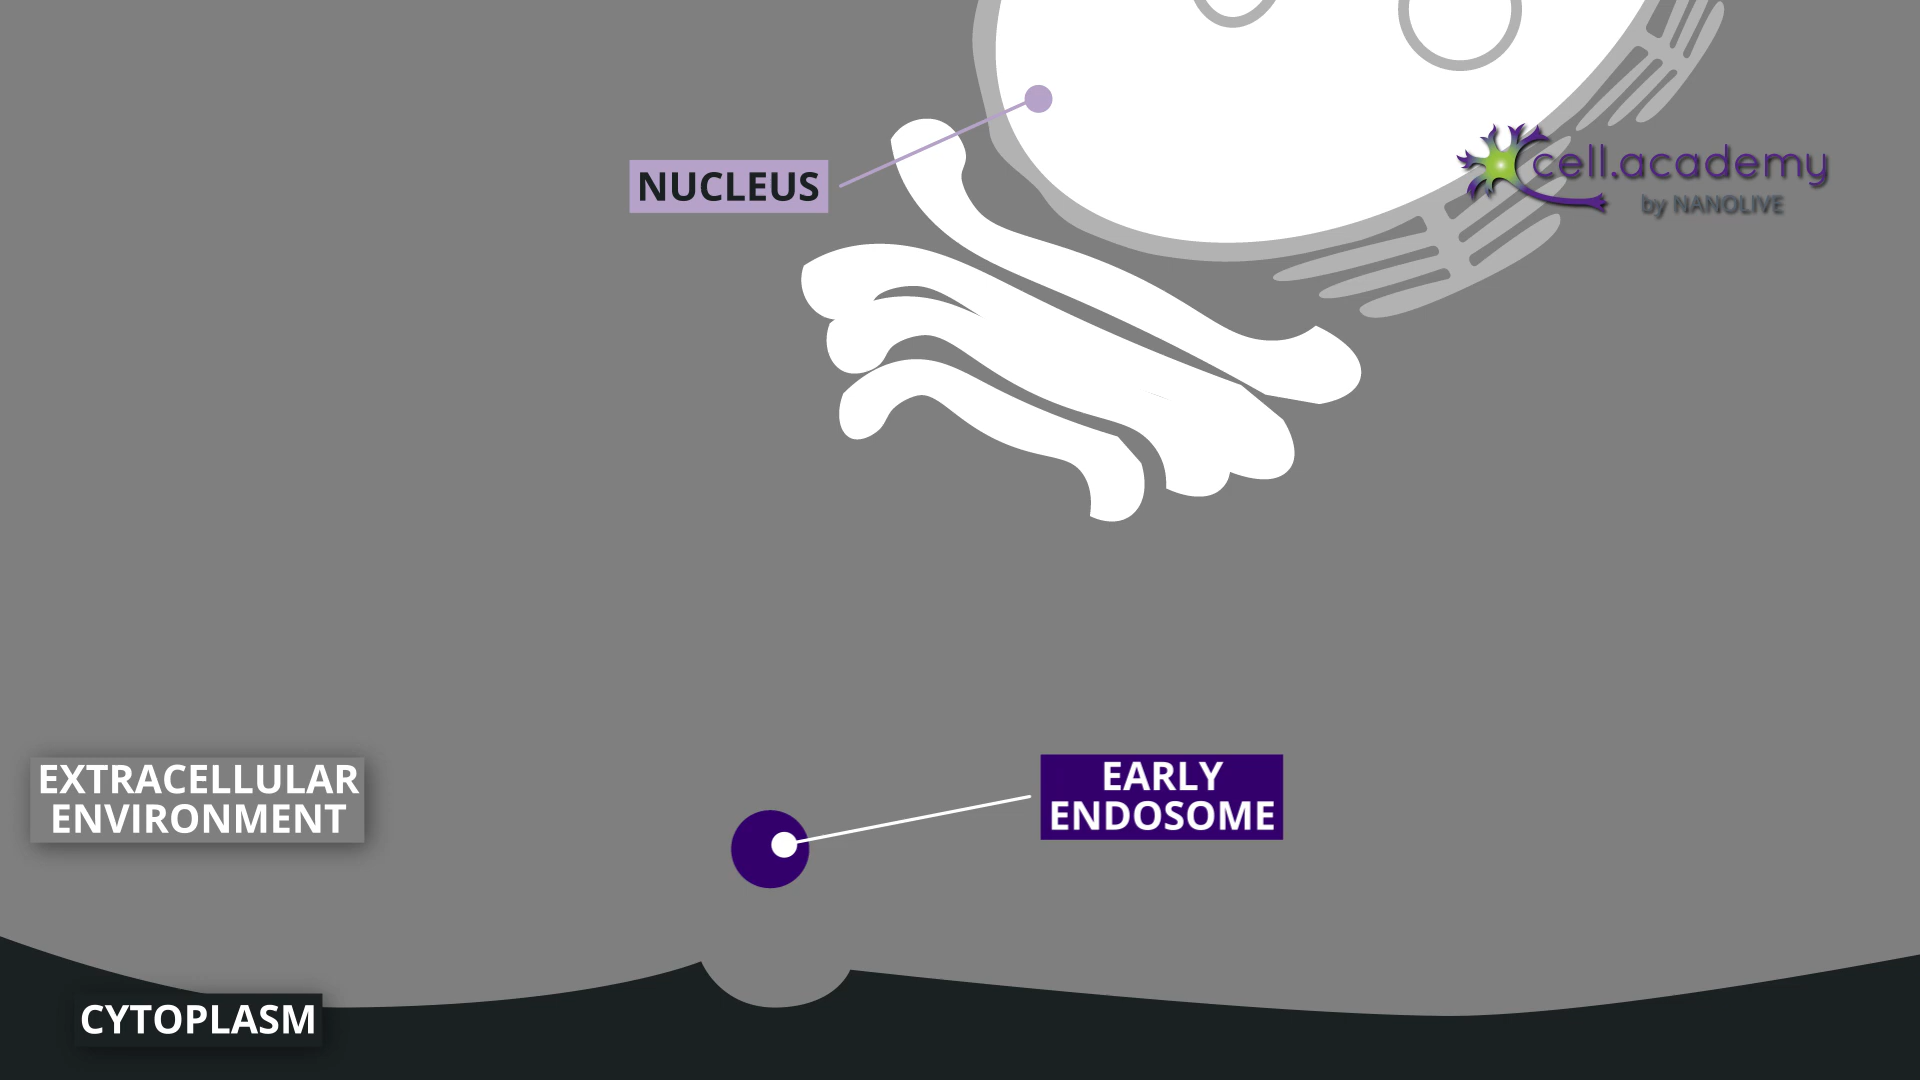 NUCLEUS
cell.academy
by NANOLIVE
EXTRACELLULAR
ENVIRONMENT
EARLY
ENDOSOME
CYTOPLASM